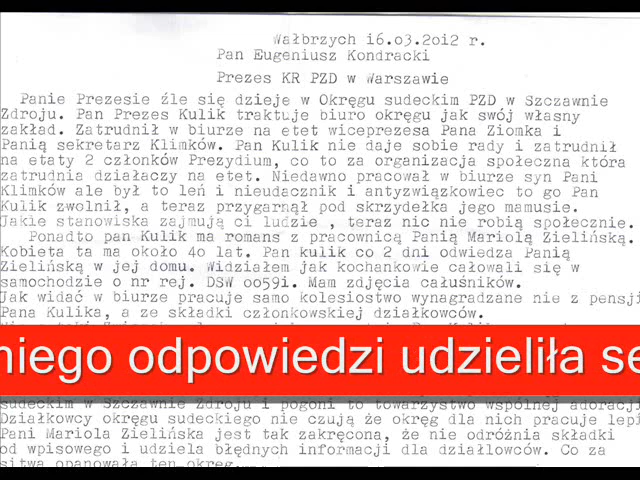 Wałbrzych i6.o3.2oi2 r.
Pan Eugeniusz Kondracki
Prezes KR PZD w Warszawie
Panie Prezesie źle się dzieje w Okręgu sudeckim PZD w Szczawnie
Zdroju. Pan Prezes Kulik traktuje biuro okręgu jak swój własny
zakład. Zatrudnił w biurze na etet wiceprezesa Pana Ziomka i
Panią sekretarz Klimków. Pan Kulik nie daje sobie rady i zatrudnił
na etaty 2 członków Prezydium, co to za organizacja społeczna która
zatrudnia działaczy na etet. Niedawno pracował w biurze syn Pani
Klimków ale był to leń i nieudacznik i antyzwiązkowiec to go Pan
Kulik zwolnił, a teraz przygarnął pod skrzydełka jego mamusie.
Jakie stanowiska zajmują ci ludzie , teraz nic nie robią społecznie.
Ponadto pan Kulik ma romans z pracownicą Panią Mariolą Zielińską.
Kobieta ta ma około 4o lat. Pan kulik co 2 dni odwiedza Panią
Zielińską w jej domu. Widziałem jak kochankowie całowali się w
samochodzie o nr rej. DSW oo59i. Mam zdjęcia całuśników.
Jak widać w biurze pracuje samo kolesiostwo wynagradzane nie z pensji
Pana Kulika, a ze składki członkowskiej działkowców.
niego odpowiedzi udzieliła se
sudeckim w Szczawnie Zdroju i pogoni to towarzystwo wspólnej adoracji
Działkowcy okręgu sudeckiego nie czują że okręg dla nich pracuje lepi
Pani Mariola Zielińska jest tak zakręcona, że nie odróżnia składki
od wpisowego i udziela błędnych informacji dla działlowców. Co za
sitwa opanowała ten okręg.